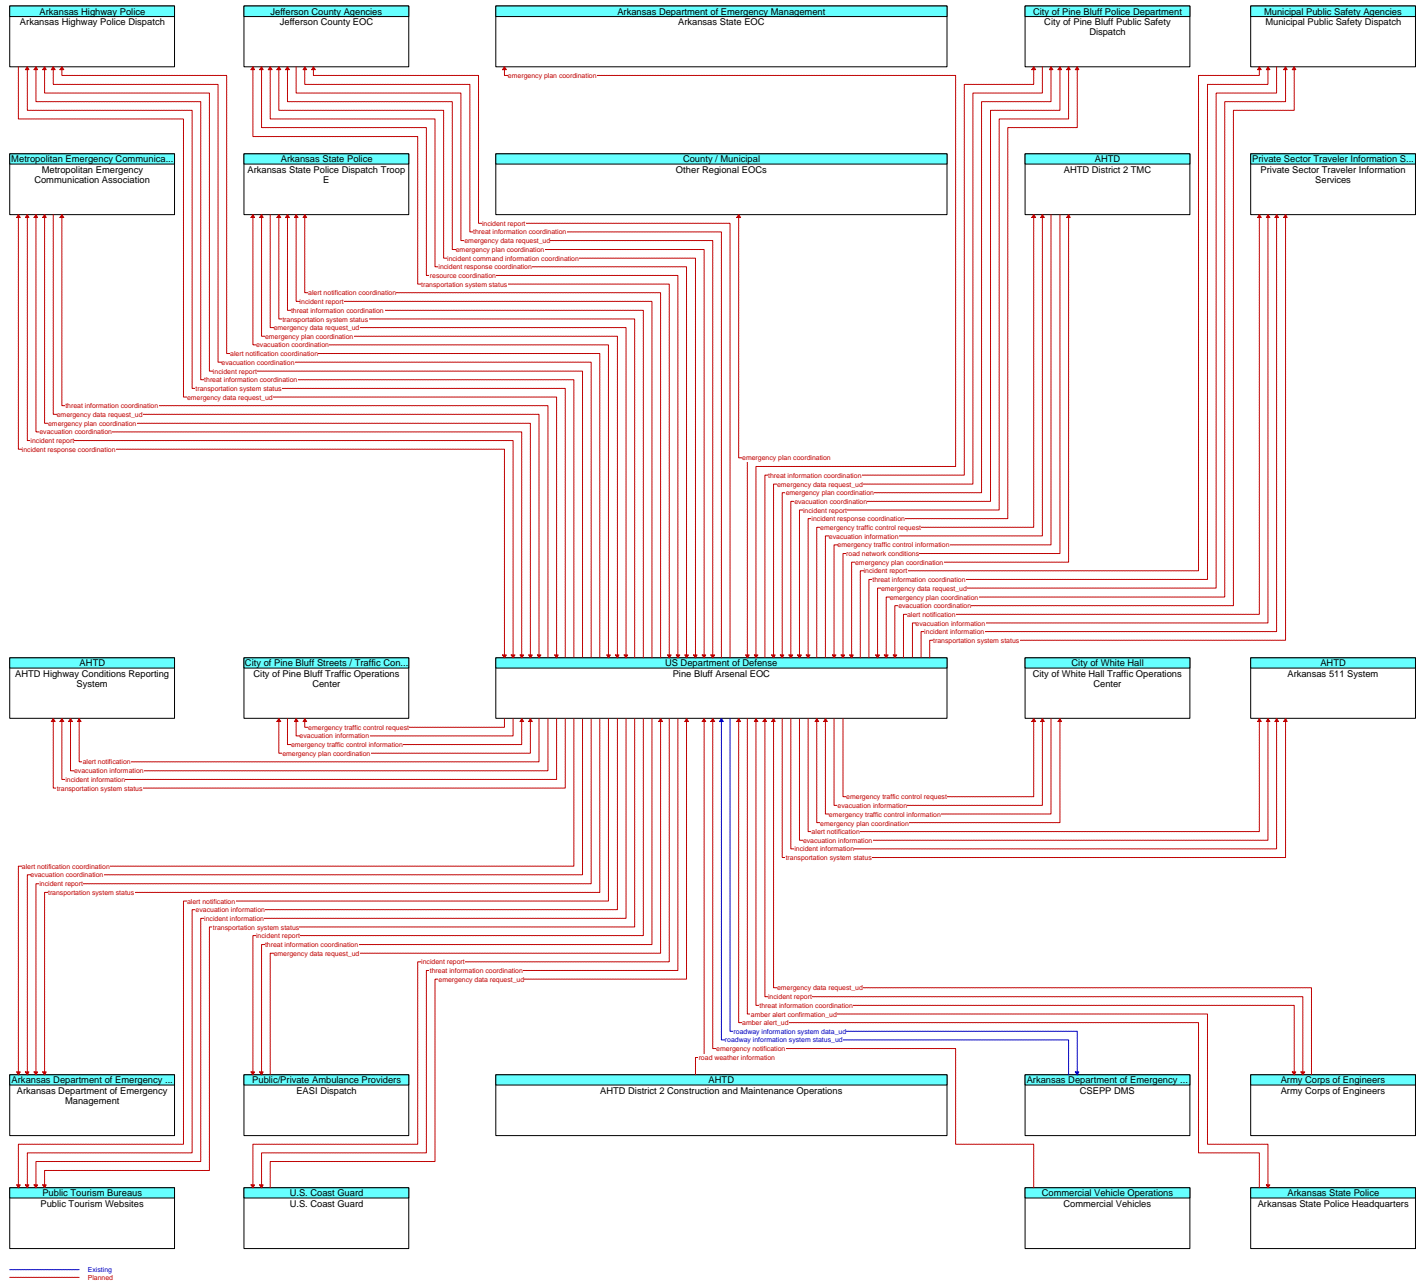 Arkansas Highway Police
Arkansas Highway Police Dispatch
Jefferson County Agencies
Jefferson County EOC
Arkansas Department of Emergency Management
Arkansas State EOC
City of Pine Bluff Police Department
City of Pine Bluff Public Safety
Dispatch
Municipal Public Safety Agencies
Municipal Public Safety Dispatch
emergency plan coordination
Metropolitan Emergency Communica...
Metropolitan Emergency
Communication Association
Arkansas State Police
Arkansas State Police Dispatch Troop
E
County / Municipal
Other Regional EOCs
AHTD
AHTD District 2 TMC
Private Sector Traveler Information S...
Private Sector Traveler Information
Services
incident report
threat information coordination
emergency data request_ud
emergency plan coordination
incident command information coordination
incident response coordination
resource coordination
transportation system status
alert notification coordination
incident report
threat information coordination
transportation system status
emergency data request_ud
emergency plan coordination
evacuation coordination
alert notification coordination
evacuation coordination
incident report
threat information coordination
transportation system status
emergency data request_ud
threat information coordination
emergency data request_ud
emergency plan coordination
evacuation coordination
incident report
incident response coordination
emergency plan coordination
threat information coordination
emergency data request_ud
emergency plan coordination
evacuation coordination
incident report
incident response coordination
emergency traffic control request
evacuation information
emergency traffic control information
road network conditions
emergency plan coordination
incident report
threat information coordination
emergency data request_ud
emergency plan coordination
evacuation coordination
alert notification
evacuation information
incident information
transportation system status
AHTD
AHTD Highway Conditions Reporting
System
City of Pine Bluff Streets / Traffic Con...
City of Pine Bluff Traffic Operations
Center
US Department of Defense
Pine Bluff Arsenal EOC
City of White Hall
City of White Hall Traffic Operations
Center
AHTD
Arkansas 511 System
emergency traffic control request
evacuation information
emergency traffic control information
emergency plan coordination
alert notification
evacuation information
incident information
transportation system status
emergency traffic control request
evacuation information
emergency traffic control information
emergency plan coordination
alert notification
evacuation information
incident information
transportation system status
alert notification coordination
evacuation coordination
incident report
transportation system status
alert notification
evacuation information
incident information
transportation system status
incident report
threat information coordination
emergency data request_ud
incident report
threat information coordination
emergency data request_ud
emergency data request_ud
incident report
threat information coordination
amber alert confirmation_ud
amber alert_ud
roadway information system data_ud
roadway information system status_ud
emergency notification
road weather information
Arkansas Department of Emergency ...
Arkansas Department of Emergency
Management
Public/Private Ambulance Providers
EASI Dispatch
AHTD
AHTD District 2 Construction and Maintenance Operations
Arkansas Department of Emergency ...
CSEPP DMS
Army Corps of Engineers
Army Corps of Engineers
Public Tourism Bureaus
Public Tourism Websites
U.S. Coast Guard
U.S. Coast Guard
Commercial Vehicle Operations
Commercial Vehicles
Arkansas State Police
Arkansas State Police Headquarters
Existing
Planned